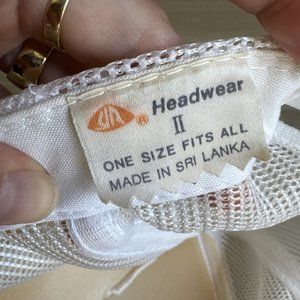 ® Headwear
II
ONE SIZE FITS ALL
MADE IN SRI LANKA